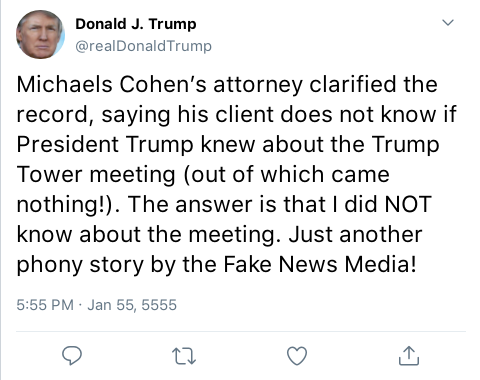 Donald J. Trump
@realDonaldTrump
Michaels Cohen’s attorney clarified the
record, saying his client does not know if
President Trump knew about the Trump
Tower meeting (out of which came
nothing!). The answer is that I did NOT
know about the meeting. Just another
phony story by the Fake News Media!
5:55 PM · Jan 55, 5555